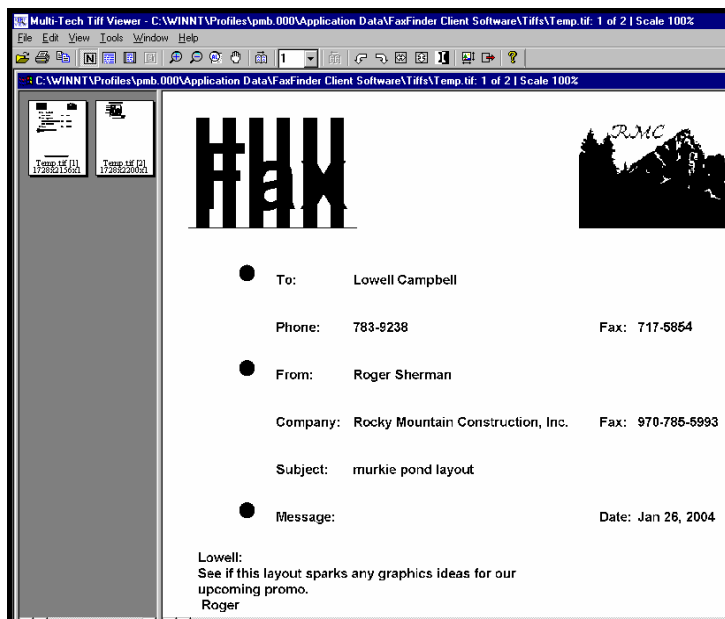 Multi-Tech Tiff Viewer - C:\WINNT\Profiles\pmb.000\Application Data\FaxFinder Client Software\Tiffs\Temp.tif: 1 of 2 | Scale 100%
File Edit View Tools Window Help
N 1
C:\WINNT\Profiles\pmb.000\Application Data\FaxFinder Client Software\Tiffs\Temp.tif: 1 of 2 | Scale 100%
Temp.tif [1] Temp.tif [2]
1728x2156x1 1728x2200x1
Fax RMC
To: Lowell Campbell
Phone: 783-9238 Fax: 717-5854
From: Roger Sherman
Company: Rocky Mountain Construction, Inc. Fax: 970-785-5993
Subject: murkie pond layout
Message: Date: Jan 26, 2004
Lowell:
See if this layout sparks any graphics ideas for our
upcoming promo.
Roger